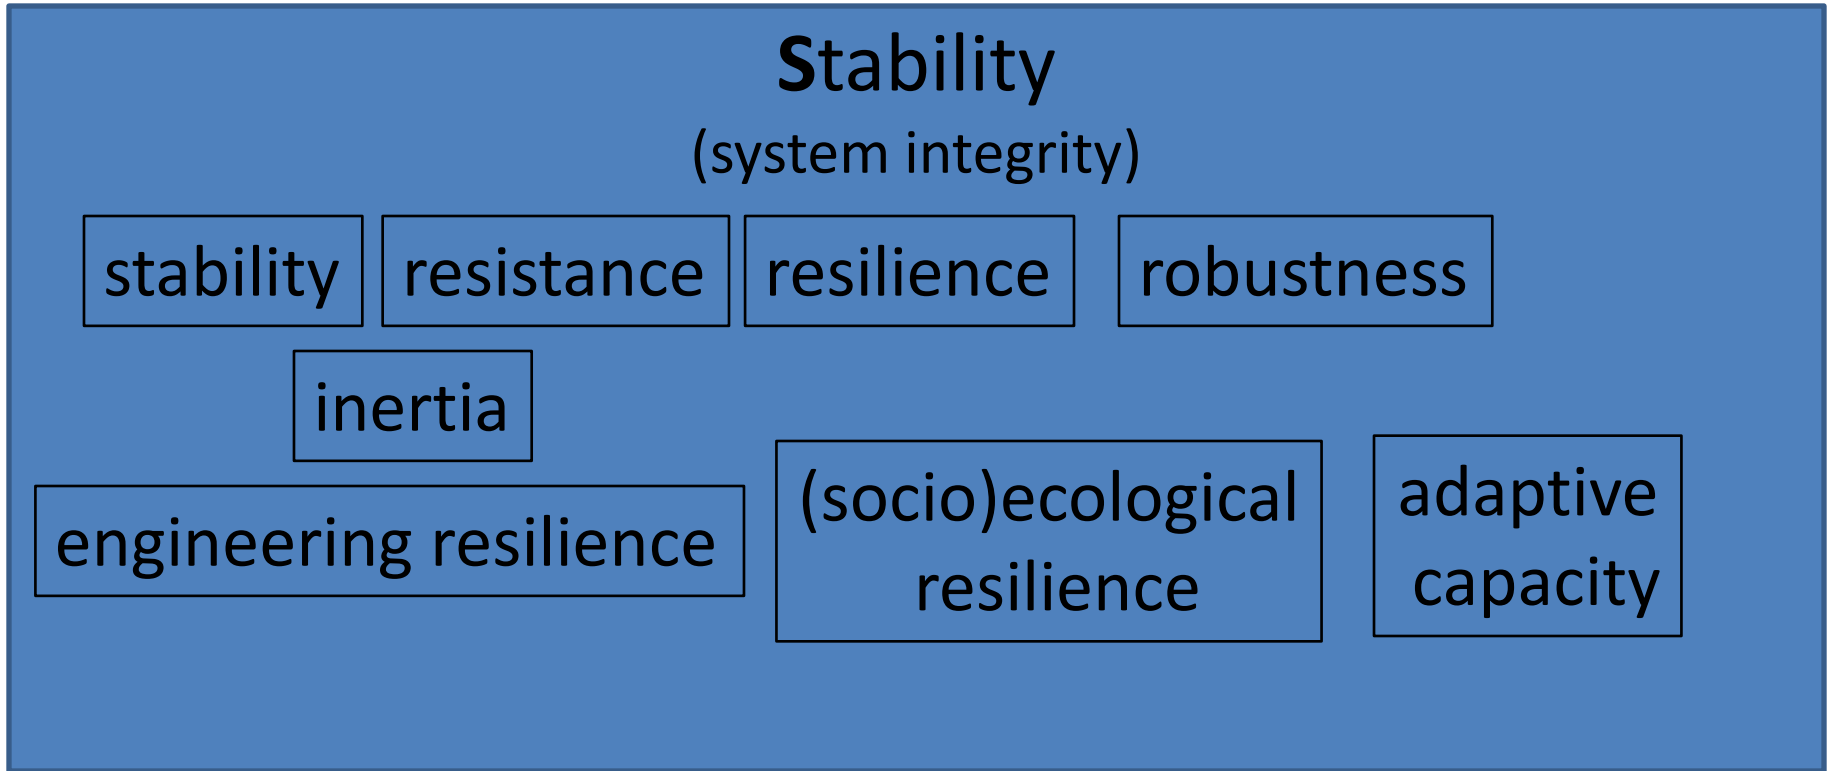 Stability
(system integrity)
stability
resistance
resilience
robustness
inertia
engineering resilience
(socio)ecological
resilience
adaptive
capacity